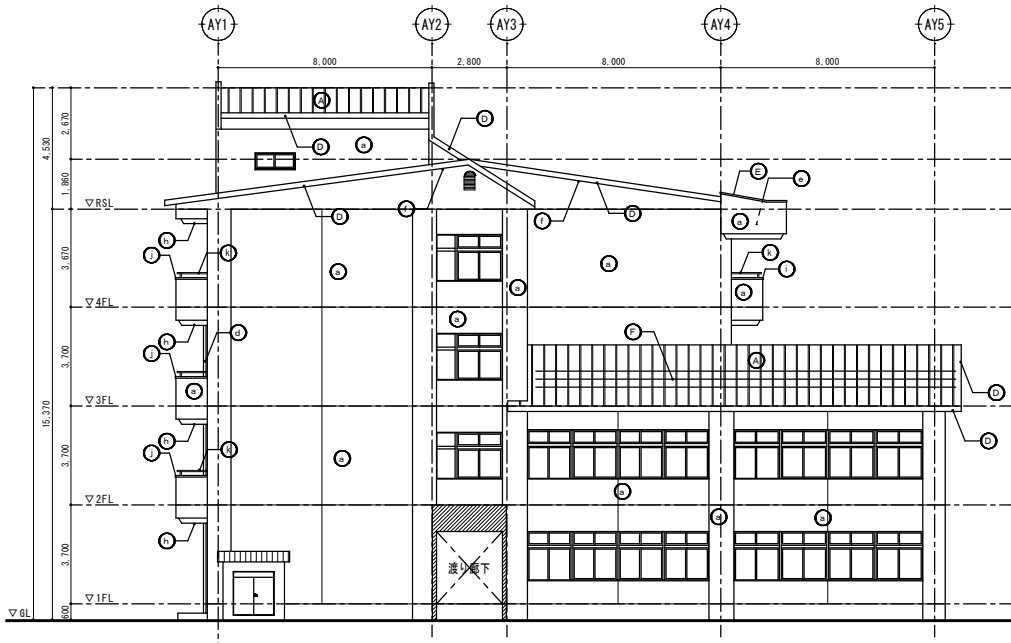 AY1 AY2 AY3 AY4 AY5
8,000 2,800 8,000 8,000
A
D
D a
2,670
4,530
E e
1,860
▽RSL
D f f D a
h
k k
j a a a i
3,670
a
▽4FL
a
F
h d
j A
3,700
k
a D
▽3FL
15,370
h D
j k a
3,700
a
▽2FL
a a
h
3,700
渡り廊下
▽1FL
600
▽GL